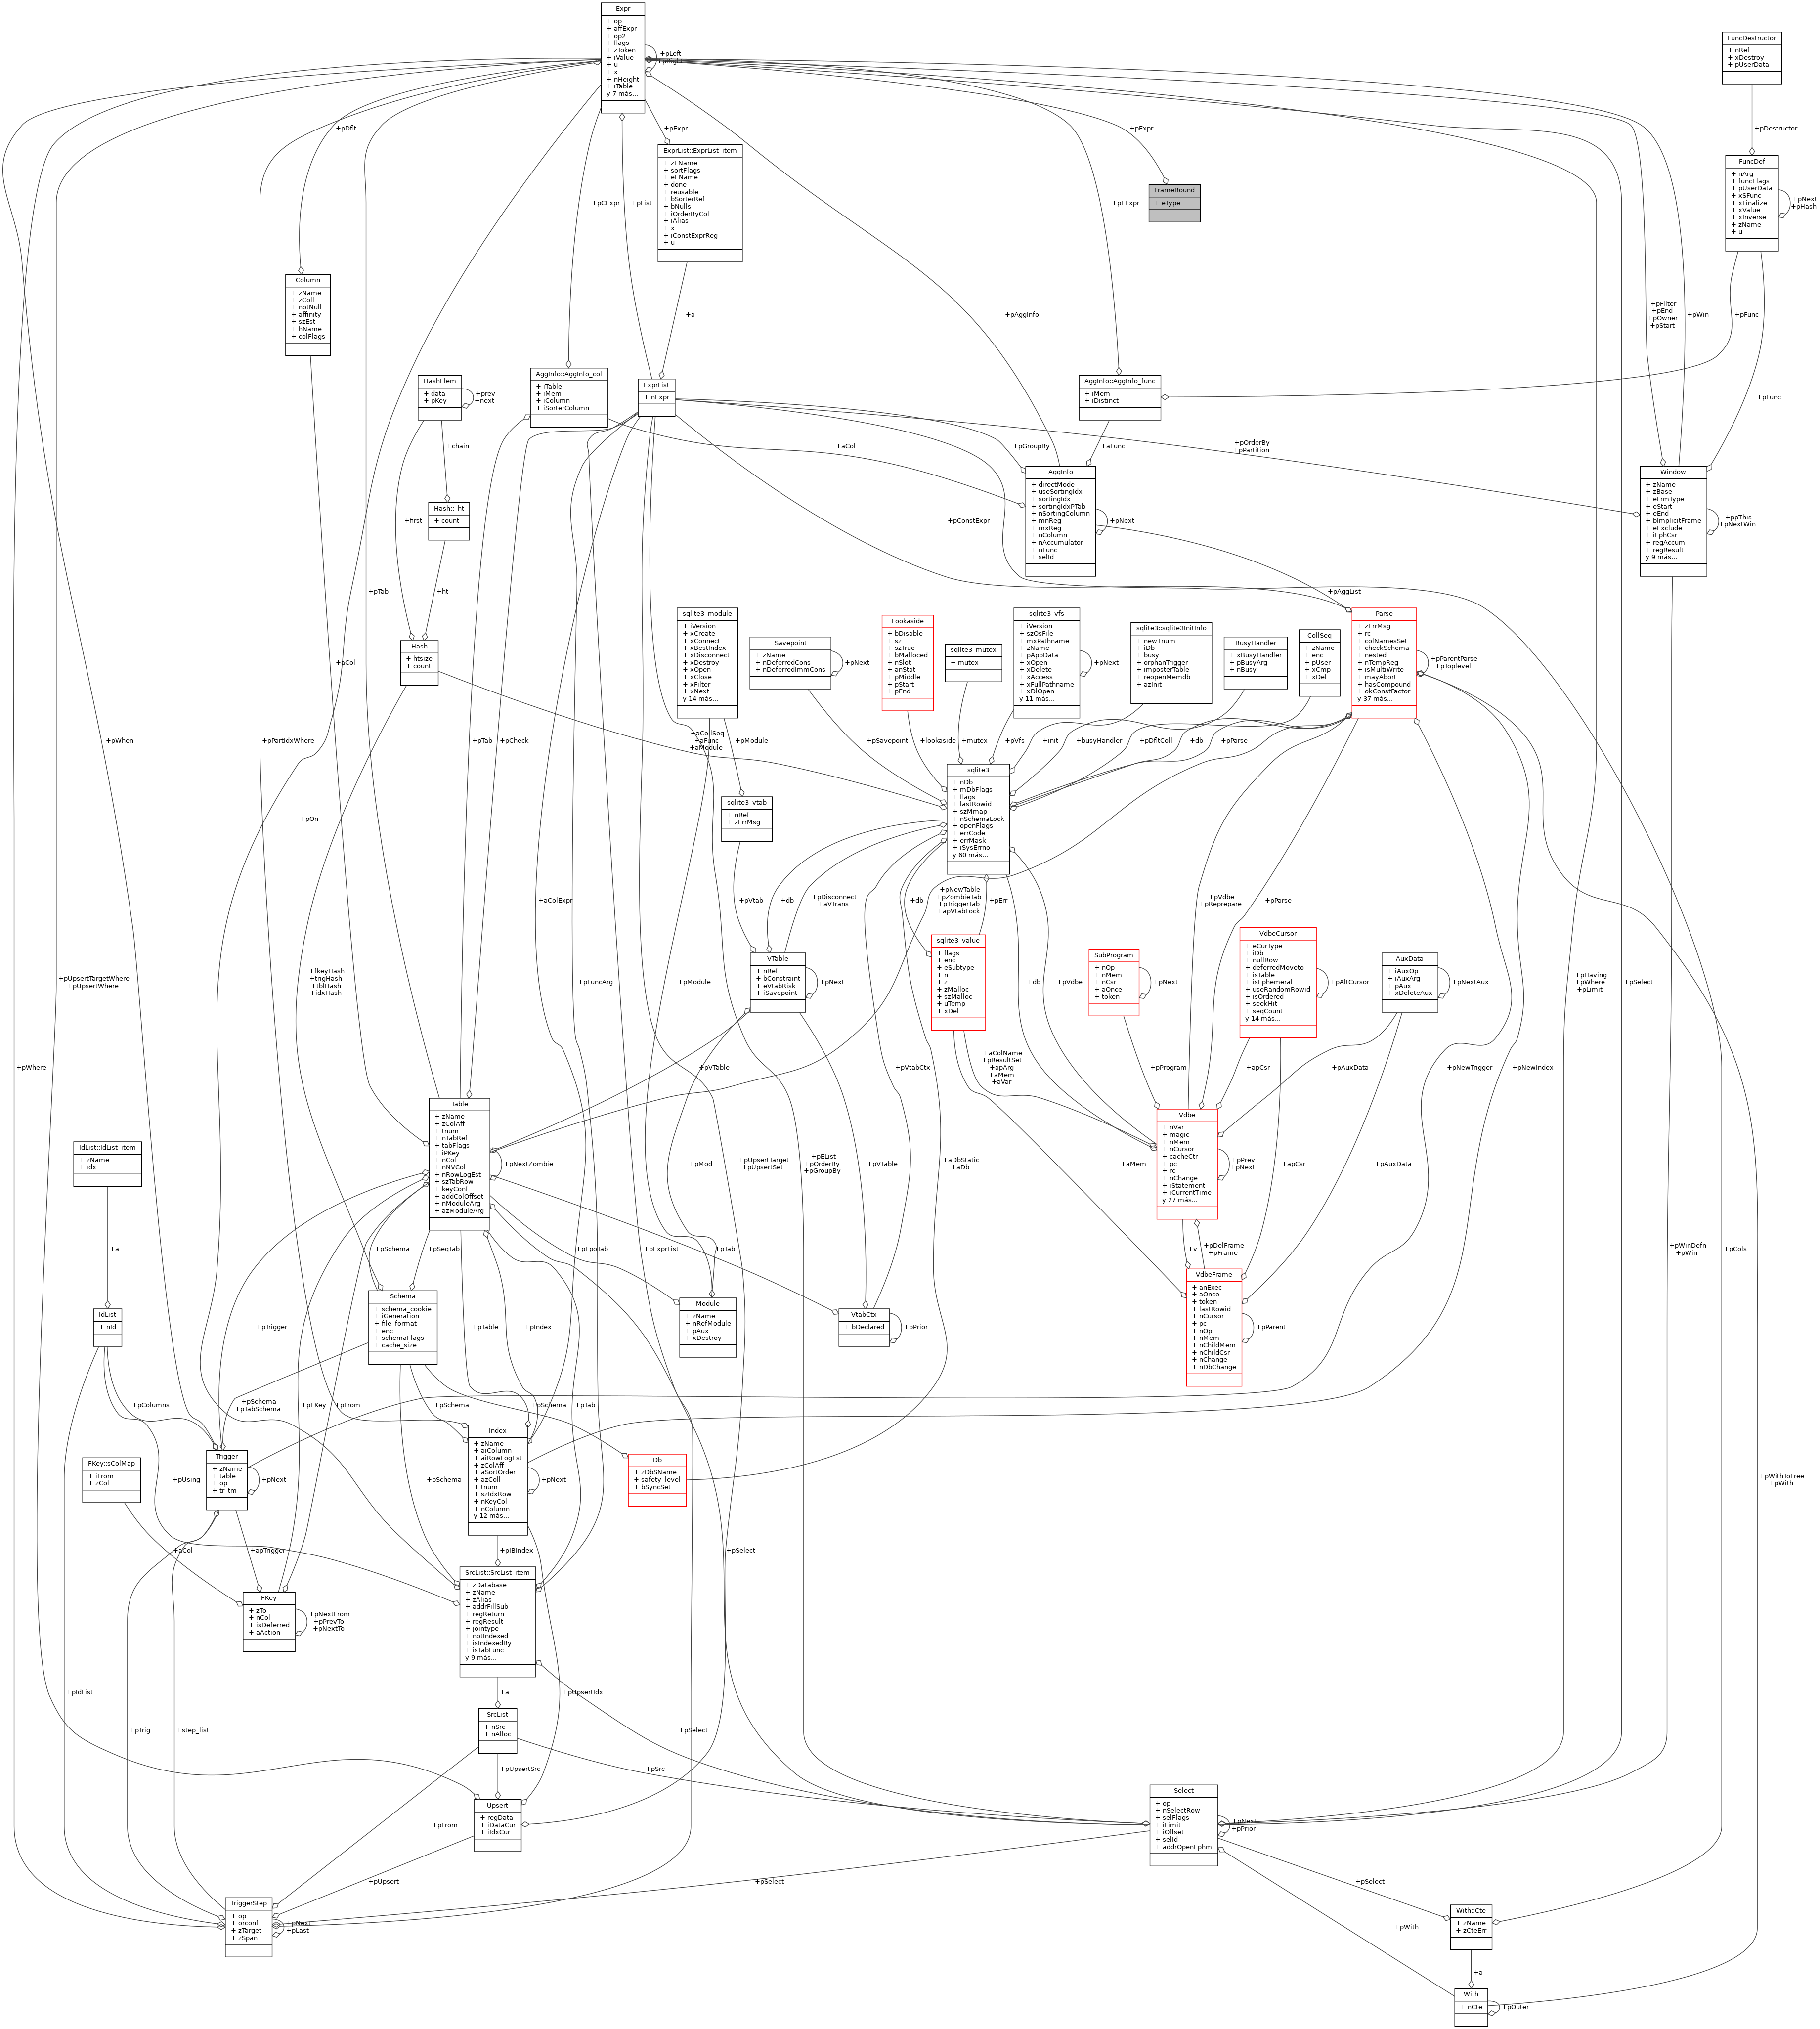 Expr
+ op
+ affExpr
+ op2
+ flags
+ zToken
+ iValue
+ u
+ x
+ nHeight
+ iTable
y 7 más...
+pLeft
+pRight
FuncDestructor
+ nRef
+ xDestroy
+ pUserData
+pDflt
+pExpr
+pExpr
+pDestructor
ExprList::ExprList_item
+ zEName
+ sortFlags
+ eEName
+ done
+ reusable
+ bSorterRef
+ bNulls
+ iOrderByCol
+ iAlias
+ x
+ iConstExprReg
+ u
FrameBound
+ eType
FuncDef
+ nArg
+ funcFlags
+ pUserData
+ xSFunc
+ xFinalize
+ xValue
+ xInverse
+ zName
+ u
+pNext
+pHash
+pCExpr
+pList
+pFExpr
Column
+ zName
+ zColl
+ notNull
+ affinity
+ szEst
+ hName
+ colFlags
+a
+pAggInfo
+pFilter
+pEnd
+pOwner
+pStart
+pWin
+pFunc
HashElem
+ data
+ pKey
+prev
+next
AggInfo::AggInfo_col
+ iTable
+ iMem
+ iColumn
+ iSorterColumn
ExprList
+ nExpr
AggInfo::AggInfo_func
+ iMem
+ iDistinct
+pFunc
+chain
+aCol
+pGroupBy
+aFunc
+pOrderBy
+pPartition
AggInfo
+ directMode
+ useSortingIdx
+ sortingIdx
+ sortingIdxPTab
+ nSortingColumn
+ mnReg
+ mxReg
+ nColumn
+ nAccumulator
+ nFunc
+ selId
+pNext
Window
+ zName
+ zBase
+ eFrmType
+ eStart
+ eEnd
+ bImplicitFrame
+ eExclude
+ iEphCsr
+ regAccum
+ regResult
y 9 más...
+ppThis
+pNextWin
+first
Hash::_ht
+ count
+pConstExpr
+pTab
+ht
+pAggList
Hash
+ htsize
+ count
+aCol
sqlite3_module
+ iVersion
+ xCreate
+ xConnect
+ xBestIndex
+ xDisconnect
+ xDestroy
+ xOpen
+ xClose
+ xFilter
+ xNext
y 14 más...
Savepoint
+ zName
+ nDeferredCons
+ nDeferredImmCons
+pNext
Lookaside
+ bDisable
+ sz
+ szTrue
+ bMalloced
+ nSlot
+ anStat
+ pMiddle
+ pStart
+ pEnd
sqlite3_mutex
+ mutex
sqlite3_vfs
+ iVersion
+ szOsFile
+ mxPathname
+ zName
+ pAppData
+ xOpen
+ xDelete
+ xAccess
+ xFullPathname
+ xDlOpen
y 11 más...
+pNext
sqlite3::sqlite3InitInfo
+ newTnum
+ iDb
+ busy
+ orphanTrigger
+ imposterTable
+ reopenMemdb
+ azInit
BusyHandler
+ xBusyHandler
+ pBusyArg
+ nBusy
CollSeq
+ zName
+ enc
+ pUser
+ xCmp
+ xDel
Parse
+ zErrMsg
+ rc
+ colNamesSet
+ checkSchema
+ nested
+ nTempReg
+ isMultiWrite
+ mayAbort
+ hasCompound
+ okConstFactor
y 37 más...
+pParentParse
+pToplevel
+pWhen
+pPartIdxWhere
+pTab
+pCheck
+aCollSeq
+aFunc
+aModule
+pModule
+pSavepoint
+lookaside
+mutex
+pVfs
+init
+busyHandler
+pDfltColl
+db
+pParse
sqlite3
+ nDb
+ mDbFlags
+ flags
+ lastRowid
+ szMmap
+ nSchemaLock
+ openFlags
+ errCode
+ errMask
+ iSysErrno
y 60 más...
sqlite3_vtab
+ nRef
+ zErrMsg
+pOn
+aColExpr
+pVtab
+db
+pDisconnect
+aVTrans
+db
+pNewTable
+pZombieTab
+pTriggerTab
+apVtabLock
+pErr
+pVdbe
+pReprepare
+pParse
+pUpsertTargetWhere
+pUpsertWhere
+fkeyHash
+trigHash
+tblHash
+idxHash
+pFuncArg
+pModule
VTable
+ nRef
+ bConstraint
+ eVtabRisk
+ iSavepoint
+pNext
sqlite3_value
+ flags
+ enc
+ eSubtype
+ n
+ z
+ zMalloc
+ szMalloc
+ uTemp
+ xDel
+db
+pVdbe
SubProgram
+ nOp
+ nMem
+ nCsr
+ aOnce
+ token
+pNext
VdbeCursor
+ eCurType
+ iDb
+ nullRow
+ deferredMoveto
+ isTable
+ isEphemeral
+ useRandomRowid
+ isOrdered
+ seekHit
+ seqCount
y 14 más...
+pAltCursor
AuxData
+ iAuxOp
+ iAuxArg
+ pAux
+ xDeleteAux
+pNextAux
+pHaving
+pWhere
+pLimit
+pSelect
+pWhere
+pVTable
+pVtabCtx
+aColName
+pResultSet
+apArg
+aMem
+aVar
+pProgram
+apCsr
+pAuxData
+pNewTrigger
+pNewIndex
Table
+ zName
+ zColAff
+ tnum
+ nTabRef
+ tabFlags
+ iPKey
+ nCol
+ nNVCol
+ nRowLogEst
+ szTabRow
+ keyConf
+ addColOffset
+ nModuleArg
+ azModuleArg
+pNextZombie
Vdbe
+ nVar
+ magic
+ nMem
+ nCursor
+ cacheCtr
+ pc
+ rc
+ nChange
+ iStatement
+ iCurrentTime
y 27 más...
+pPrev
+pNext
IdList::IdList_item
+ zName
+ idx
+pMod
+pUpsertTarget
+pUpsertSet
+pEList
+pOrderBy
+pGroupBy
+pVTable
+aDbStatic
+aDb
+aMem
+apCsr
+pAuxData
+a
+pSchema
+pSeqTab
+pEpoTab
+pExprList
+pTab
+v
+pDelFrame
+pFrame
+pWinDefn
+pWin
+pCols
VdbeFrame
+ anExec
+ aOnce
+ token
+ lastRowid
+ nCursor
+ pc
+ nOp
+ nMem
+ nChildMem
+ nChildCsr
+ nChange
+ nDbChange
+pParent
Schema
+ schema_cookie
+ iGeneration
+ file_format
+ enc
+ schemaFlags
+ cache_size
Module
+ zName
+ nRefModule
+ pAux
+ xDestroy
VtabCtx
+ bDeclared
+pPrior
IdList
+ nId
+pTrigger
+pTable
+pIndex
+pColumns
+pSchema
+pTabSchema
+pFKey
+pFrom
+pSchema
+pSchema
+pTab
Index
+ zName
+ aiColumn
+ aiRowLogEst
+ zColAff
+ aSortOrder
+ azColl
+ tnum
+ szIdxRow
+ nKeyCol
+ nColumn
y 12 más...
+pNext
Trigger
+ zName
+ table
+ op
+ tr_tm
+pNext
FKey::sColMap
+ iFrom
+ zCol
+pUsing
+pSchema
Db
+ zDbSName
+ safety_level
+ bSyncSet
+pWithToFree
+pWith
+aCol
+apTrigger
+pIBIndex
+pSelect
SrcList::SrcList_item
+ zDatabase
+ zName
+ zAlias
+ addrFillSub
+ regReturn
+ regResult
+ jointype
+ notIndexed
+ isIndexedBy
+ isTabFunc
y 9 más...
FKey
+ zTo
+ nCol
+ isDeferred
+ aAction
+pNextFrom
+pPrevTo
+pNextTo
+pIdList
+a
+pUpsertIdx
SrcList
+ nSrc
+ nAlloc
+pTrig
+step_list
+pSelect
+pUpsertSrc
+pSrc
Select
+ op
+ nSelectRow
+ selFlags
+ iLimit
+ iOffset
+ selId
+ addrOpenEphm
+pNext
+pPrior
Upsert
+ regData
+ iDataCur
+ iIdxCur
+pFrom
+pUpsert
+pSelect
+pSelect
TriggerStep
+ op
+ orconf
+ zTarget
+ zSpan
+pNext
+pLast
With::Cte
+ zName
+ zCteErr
+pWith
+a
With
+ nCte
+pOuter